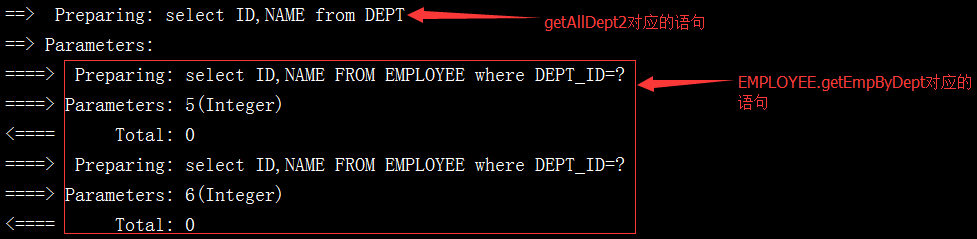 ==>  Preparing: select ID,NAME from DEPT
getAllDept2对应的语句
==> Parameters:
====>  Preparing: select ID,NAME FROM EMPLOYEE where DEPT_ID=?
EMPLOYEE.getEmpByDept对应的
语句
====> Parameters: 5(Integer)
<====      Total: 0
====>  Preparing: select ID,NAME FROM EMPLOYEE where DEPT_ID=?
====> Parameters: 6(Integer)
<====      Total: 0